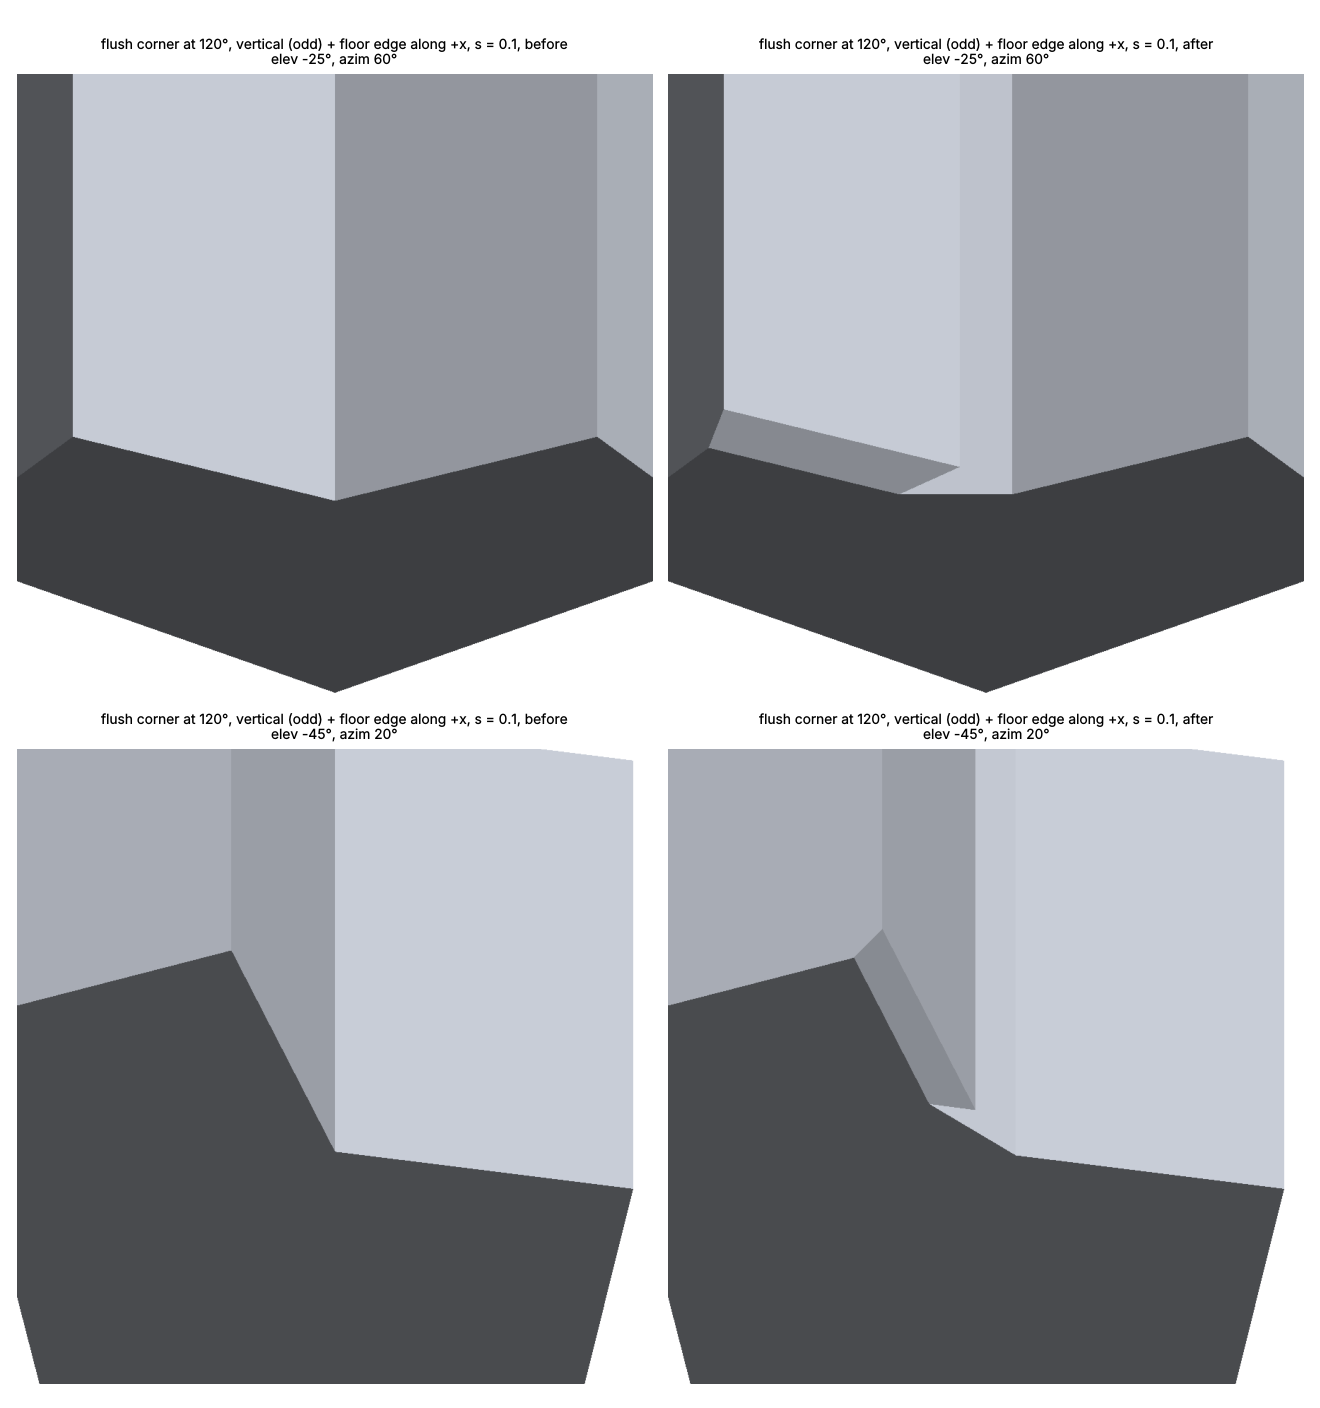 flush corner at 120°, vertical (odd) + floor edge along +x, s = 0.1, before
elev -25°, azim 60°
flush corner at 120°, vertical (odd) + floor edge along +x, s = 0.1, after
elev -25°, azim 60°
flush corner at 120°, vertical (odd) + floor edge along +x, s = 0.1, before
elev -45°, azim 20°
flush corner at 120°, vertical (odd) + floor edge along +x, s = 0.1, after
elev -45°, azim 20°